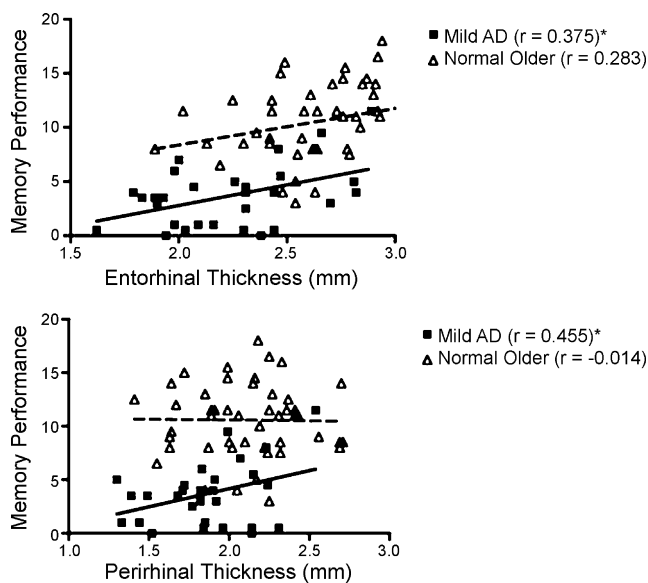 Memory Performance
20
15
10
5
0
1.5 2.0 2.5 3.0
Entorhinal Thickness (mm)
Mild AD (r = 0.375)*
Normal Older (r = 0.283)
Memory Performance
20
15
10
5
0
1.0 1.5 2.0 2.5 3.0
Perirhinal Thickness (mm)
Mild AD (r = 0.455)*
Normal Older (r = -0.014)